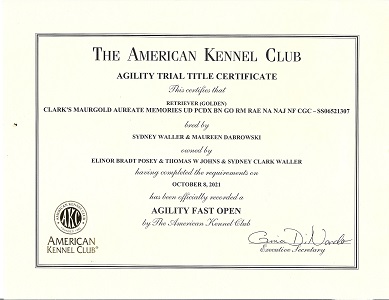 THE AMERICAN KENNEL CLUB
AGILITY TRIAL TITLE CERTIFICATE
This certifies that
RETRIEVER (GOLDEN)
CLARK'S MAURGOLD AUREATE MEMORIES UD PCDX BN GO RM RAE NA NAJ NF CGC - SS06521307
bred by
SYDNEY WALLER & MAUREEN DABROWSKI
owned by
ELINOR BRADT POSEY & THOMAS W JOHNS & SYDNEY CLARK WALLER
having completed the requirements on
OCTOBER 8, 2021
has been officially recorded a
AGILITY FAST OPEN
by The American Kennel Club
AKC
AMERICAN
KENNEL CLUB®
Executive Secretary